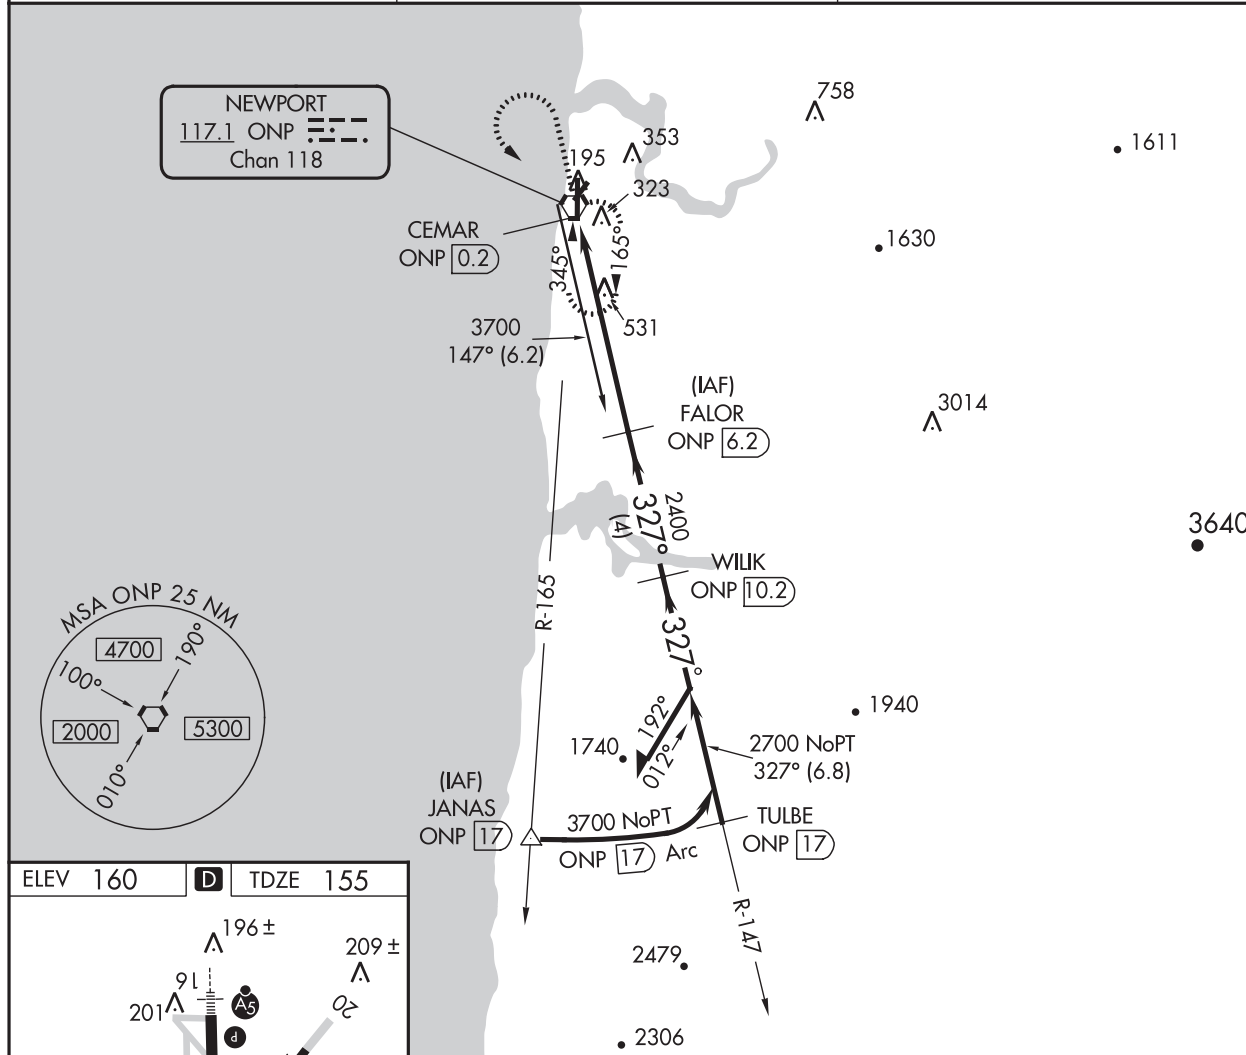 NEWPORT
117.1 ONP
Chan 118
758
353
195
1611
323
CEMAR
ONP 0.2
165°
1630
345°
531
3700
147° (6.2)
(IAF)
FALOR
ONP 6.2
3014
2400
327°
(4)
3640
WILIK
ONP 10.2
R-165
MSA ONP 25 NM
4700
190°
100°
2000
5300
010°
327°
192°
012°
1940
1740
2700 NoPT
327° (6.8)
(IAF)
JANAS
ONP 17
3700 NoPT
ONP 17 Arc
TULBE
ONP 17
R-147
ELEV 160
D
TDZE 155
196 ±
209 ±
16
201
A5
20
P
2479
2306